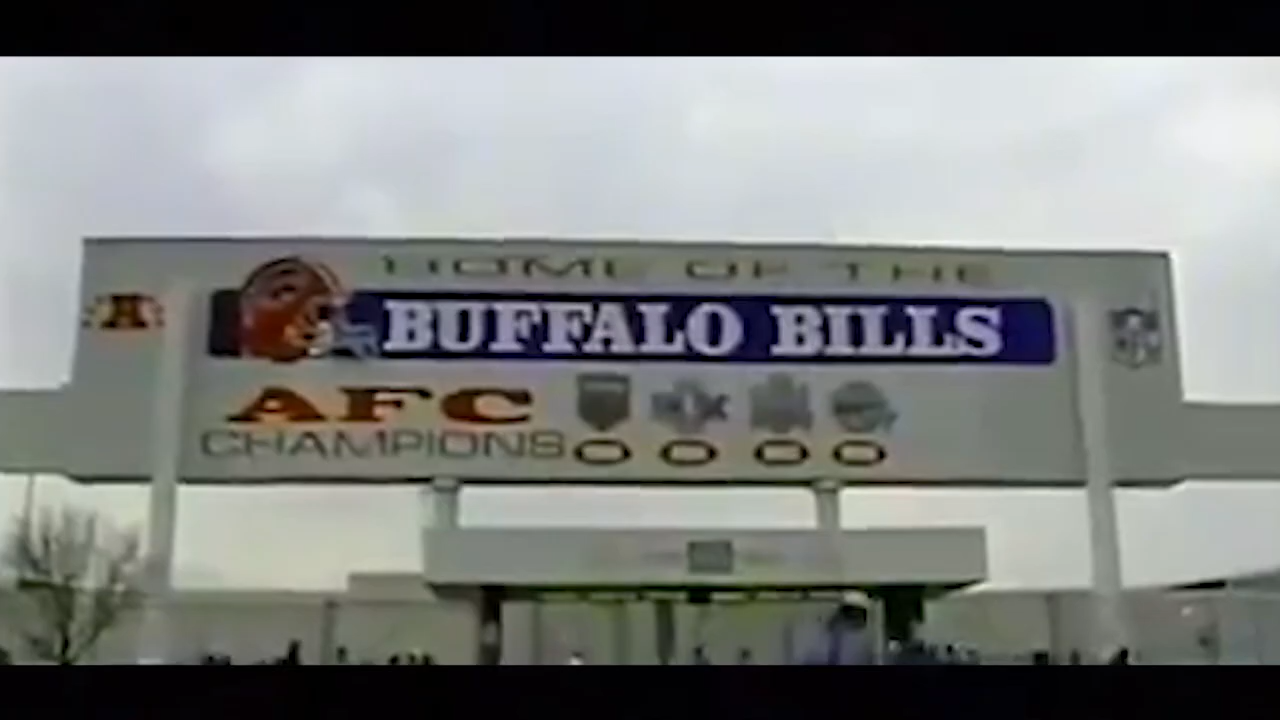 HOME OF THE
BUFFALO BILLS
A
AFC
CHAMPIONS